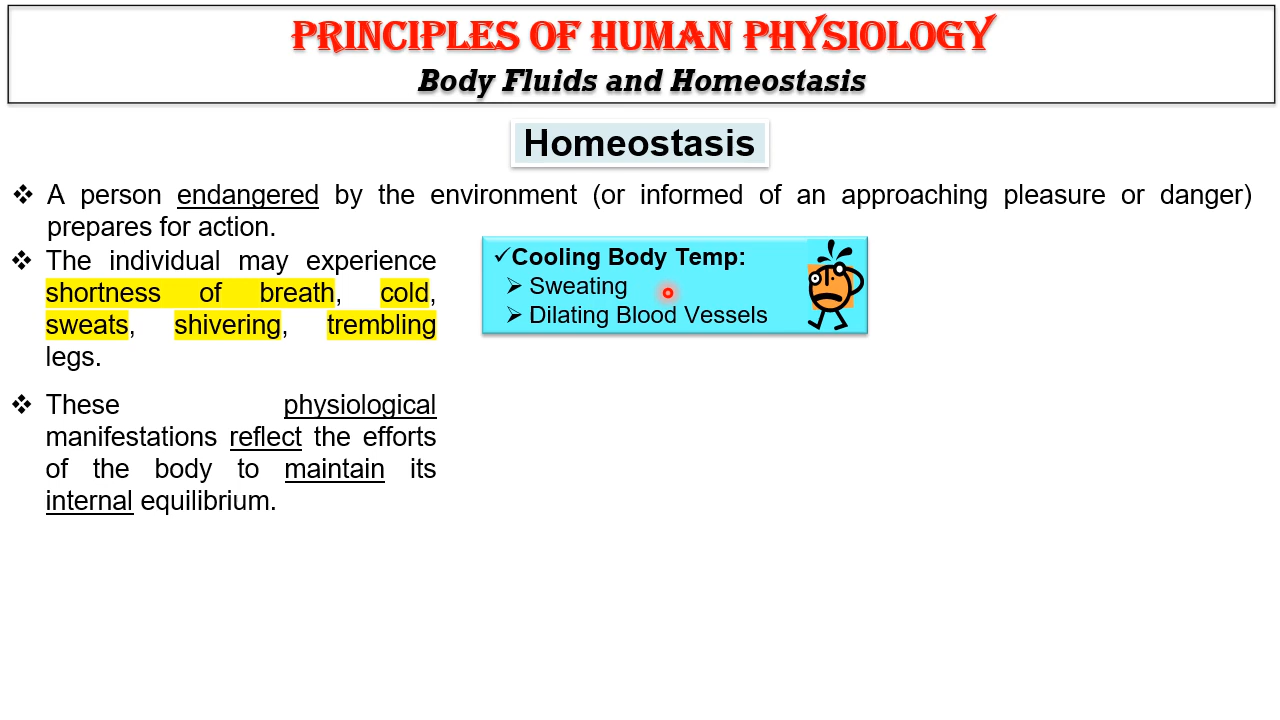 PRINCIPLES OF HUMAN PHYSIOLOGY
Body Fluids and Homeostasis
Homeostasis
❖ A person endangered by the environment (or informed of an approaching pleasure or danger)
prepares for action.
❖ The individual may experience
shortness of breath, cold,
sweats, shivering, trembling
legs.
❖ These physiological
manifestations reflect the efforts
of the body to maintain its
internal equilibrium.
✓Cooling Body Temp:
➢ Sweating
➢ Dilating Blood Vessels